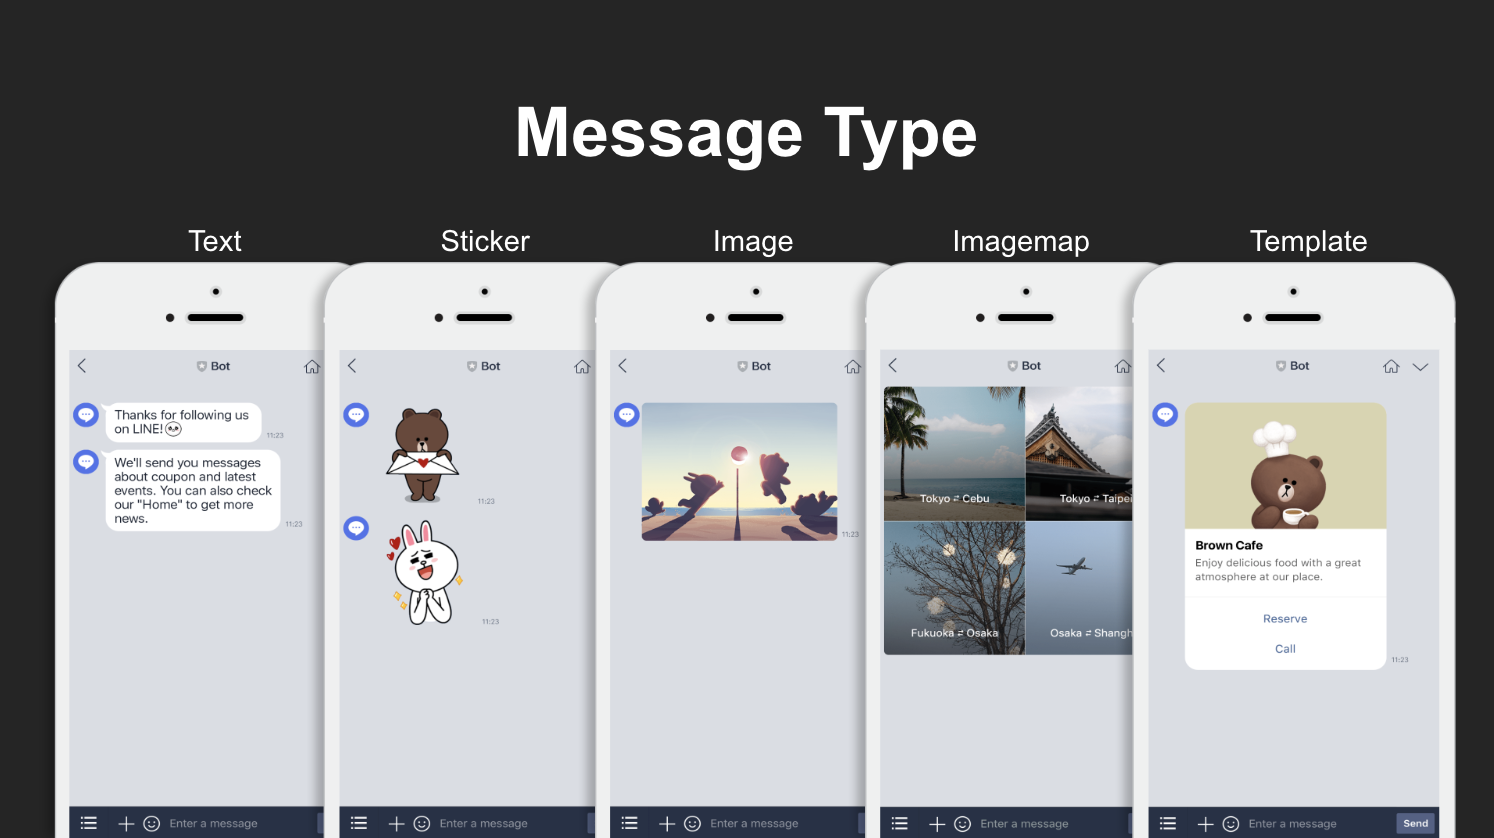 Message Type
Text
Sticker
Image
Imagemap
Template
Bot
Thanks for following us
on LINE!
11:23
We'll send you messages
about coupon and latest
events. You can also check
our "Home" to get more
news.
11:23
Enter a message
Bot
11:23
11:23
Enter a message
Bot
11:23
Enter a message
Bot
Tokyo ⇄ Cebu
Tokyo ⇄ Taipei
Fukuoka ⇄ Osaka
Osaka ⇄ Shangh
Enter a message
Bot
Brown Cafe
Enjoy delicious food with a great
atmosphere at our place.
Reserve
Call
11:23
Enter a message
Send